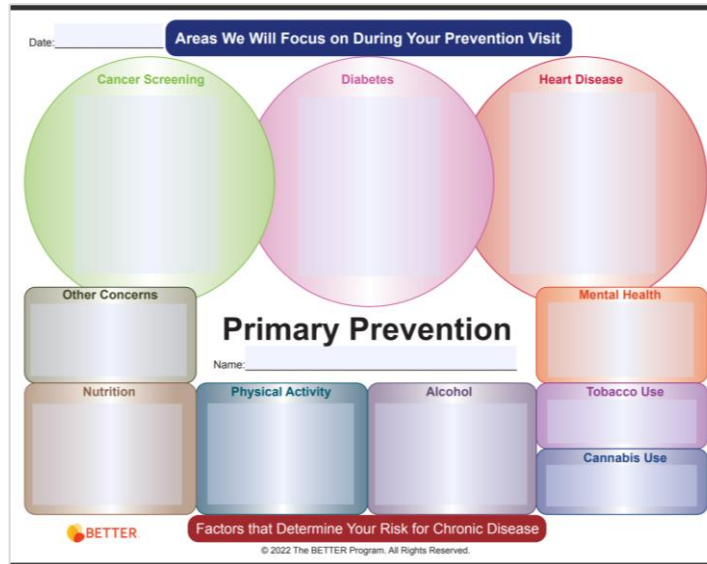 Date:
Areas We Will Focus on During Your Prevention Visit
Cancer Screening
Diabetes
Heart Disease
Other Concerns
Mental Health
Primary Prevention
Name:
Nutrition
Physical Activity
Alcohol
Tobacco Use
Cannabis Use
BETTER
Factors that Determine Your Risk for Chronic Disease
© 2022 The BETTER Program. All Rights Reserved.